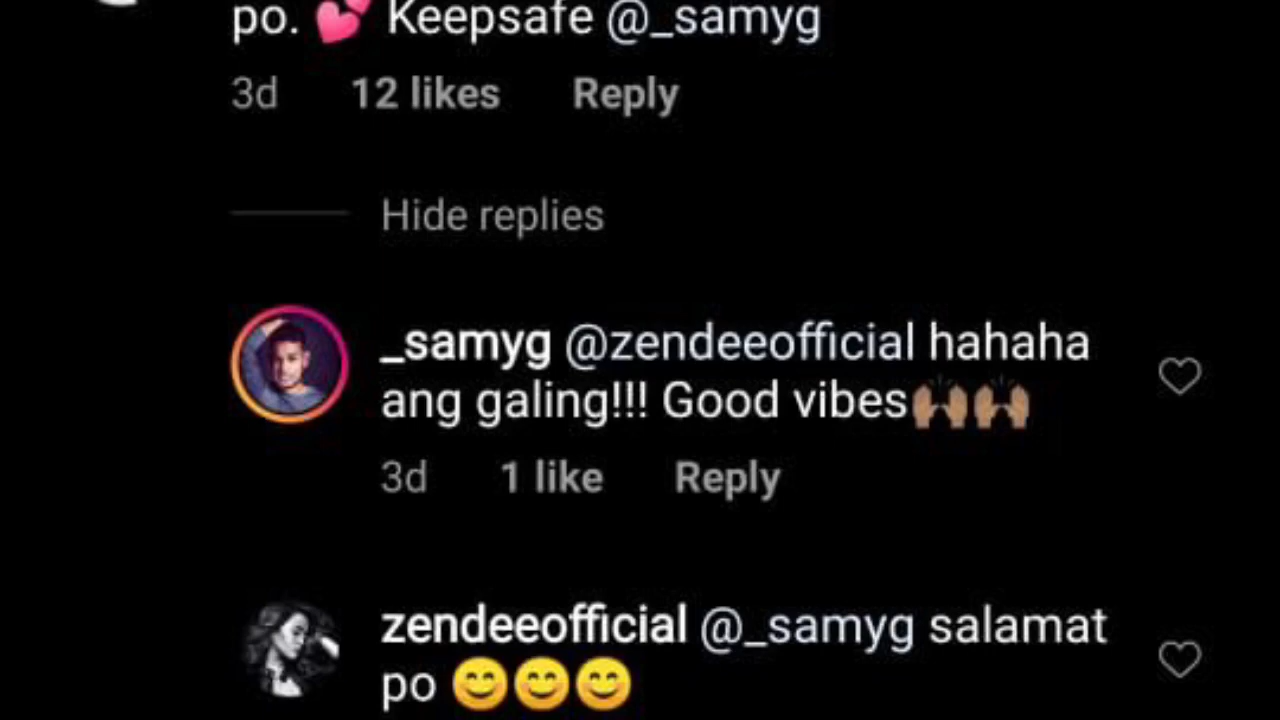 po. 💕 Keepsafe @_samyg
3d 12 likes Reply
Hide replies
_samyg @zendeeofficial hahaha
ang galing!!! Good vibes🙌🏽🙌🏽
3d 1 like Reply
zendeeofficial @_samyg salamat
po 😊😊😊